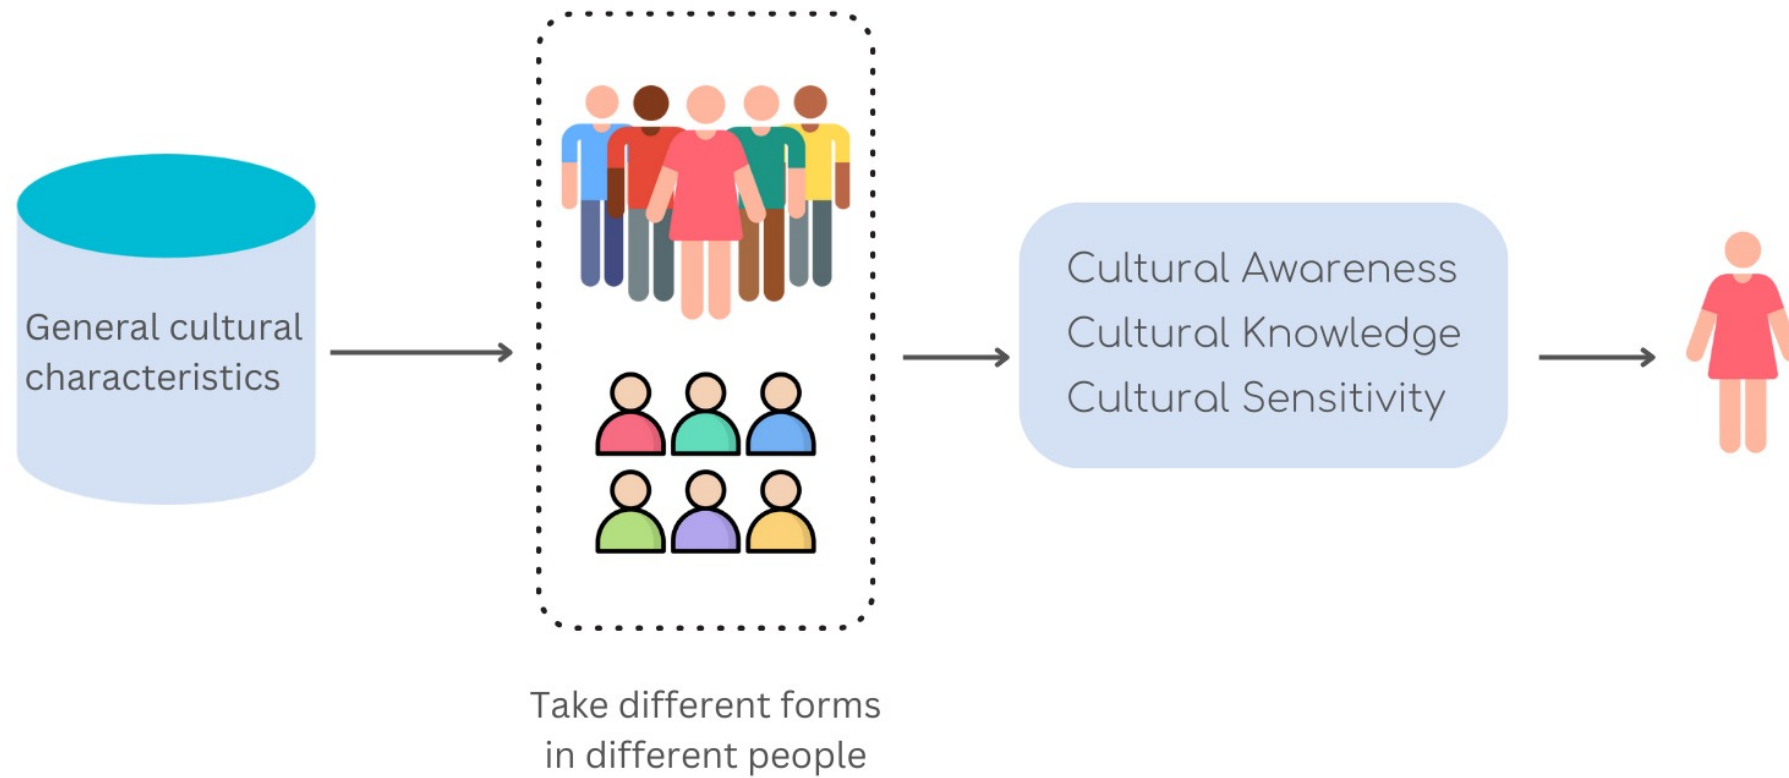 General cultural
characteristics
Take different forms
in different people
Cultural Awareness
Cultural Knowledge
Cultural Sensitivity